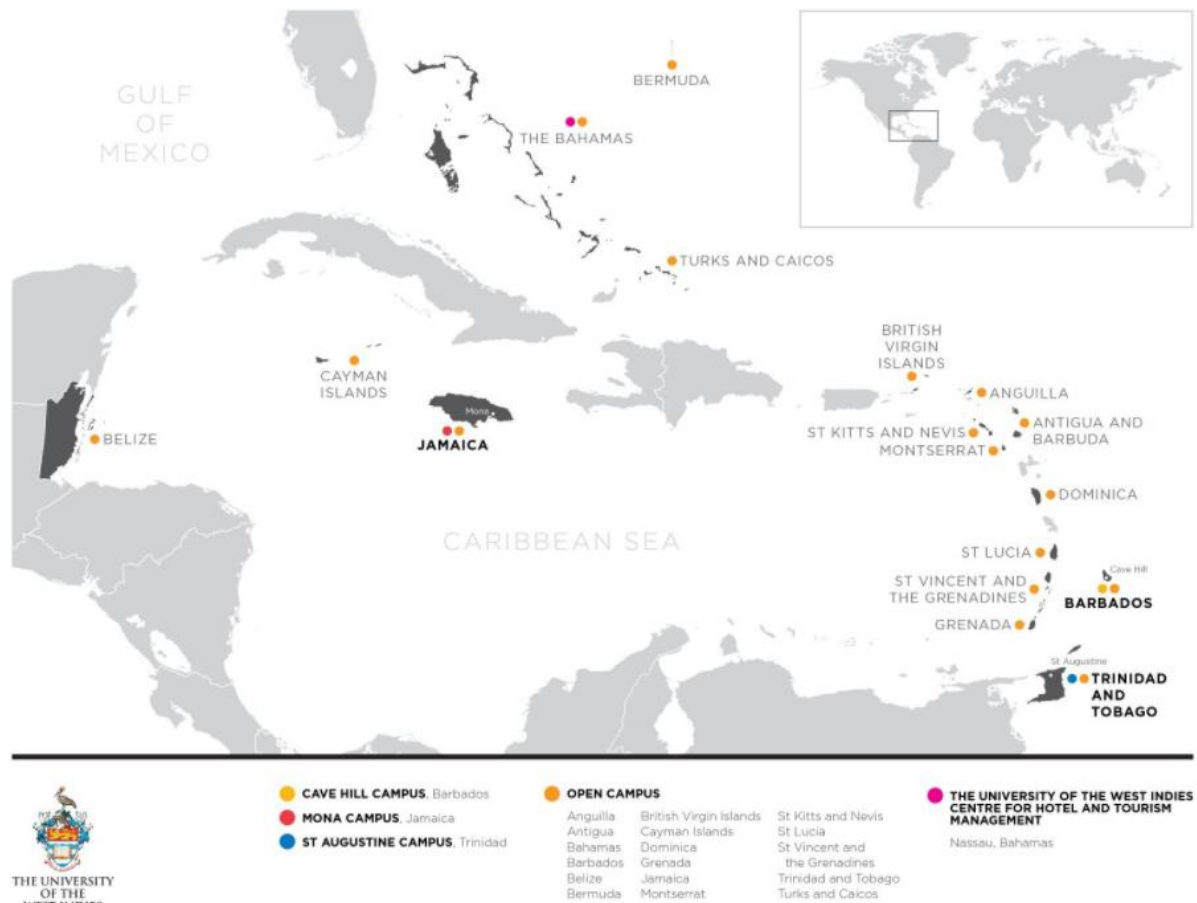 GULF
OF
MEXICO
BERMUDA
THE BAHAMAS
TURKS AND CAICOS
CAYMAN
ISLANDS
BRITISH
VIRGIN
ISLANDS
ANGUILLA
Mona
JAMAICA
BELIZE
ST KITTS AND NEVIS
ANTIGUA AND
BARBUDA
MONTSERRAT
DOMINICA
CARIBBEAN SEA
ST LUCIA
ST VINCENT AND
THE GRENADINES
Cave Hill
BARBADOS
GRENADA
St Augustine
TRINIDAD
AND
TOBAGO
THE UNIVERSITY
OF THE
WEST INDIES
CAVE HILL CAMPUS, Barbados
MONA CAMPUS, Jamaica
ST AUGUSTINE CAMPUS, Trinidad
OPEN CAMPUS
Anguilla
Antigua
Bahamas
Barbados
Belize
Bermuda
British Virgin Islands
Cayman Islands
Dominica
Grenada
Jamaica
Montserrat
St Kitts and Nevis
St Lucia
St Vincent and
the Grenadines
Trinidad and Tobago
Turks and Caicos
THE UNIVERSITY OF THE WEST INDIES
CENTRE FOR HOTEL AND TOURISM
MANAGEMENT
Nassau, Bahamas